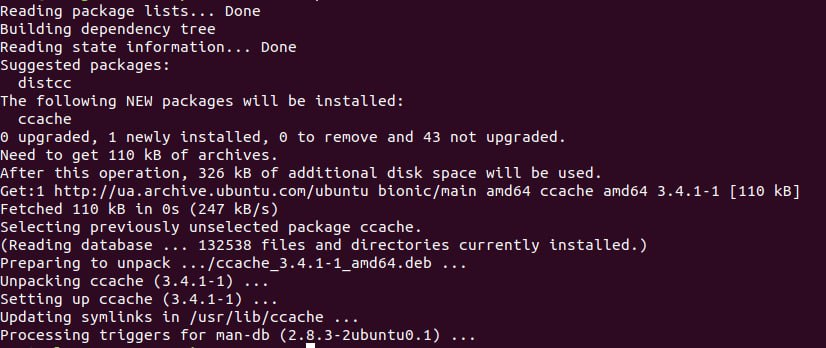 Reading package lists... Done
Building dependency tree
Reading state information... Done
Suggested packages:
  distcc
The following NEW packages will be installed:
  ccache
0 upgraded, 1 newly installed, 0 to remove and 43 not upgraded.
Need to get 110 kB of archives.
After this operation, 326 kB of additional disk space will be used.
Get:1 http://ua.archive.ubuntu.com/ubuntu bionic/main amd64 ccache amd64 3.4.1-1 [110 kB]
Fetched 110 kB in 0s (247 kB/s)
Selecting previously unselected package ccache.
(Reading database ... 132538 files and directories currently installed.)
Preparing to unpack .../ccache_3.4.1-1_amd64.deb ...
Unpacking ccache (3.4.1-1) ...
Setting up ccache (3.4.1-1) ...
Updating symlinks in /usr/lib/ccache ...
Processing triggers for man-db (2.8.3-2ubuntu0.1) ...